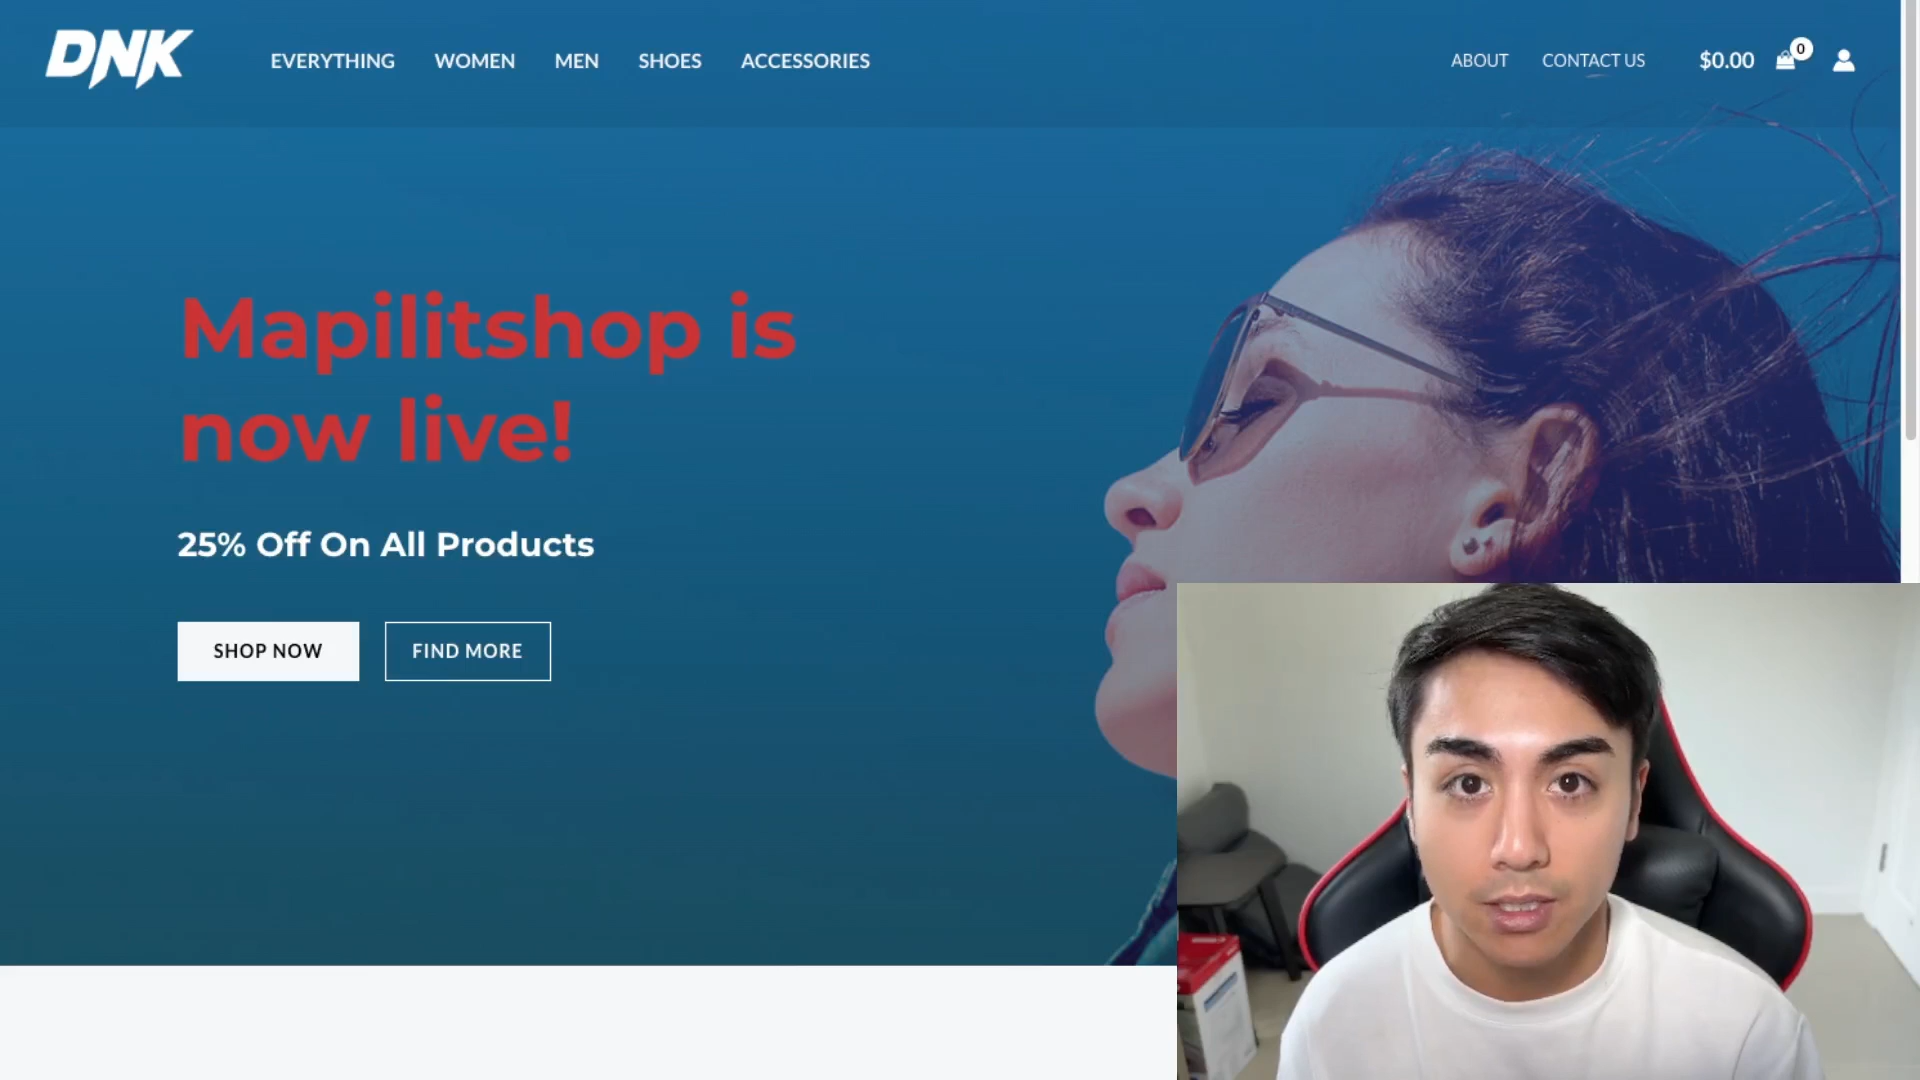 DNK
EVERYTHING WOMEN MEN SHOES ACCESSORIES
ABOUT CONTACT US $0.00 0
Mapilitshop is
now live!
25% Off On All Products
SHOP NOW FIND MORE